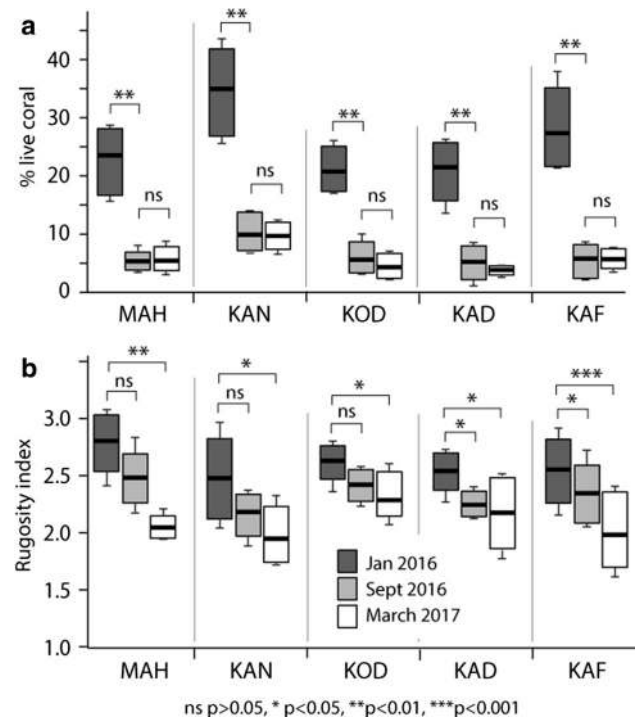 a
% live coral
40
30
20
10
0
** ** ** ** **
ns ns ns ns ns
MAH KAN KOD KAD KAF
b
Rugosity index
3.0
2.5
2.0
1.5
1.0
** * * * ***
ns ns ns * *
Jan 2016
Sept 2016
March 2017
MAH KAN KOD KAD KAF
ns p>0.05, * p<0.05, **p<0.01, ***p<0.001